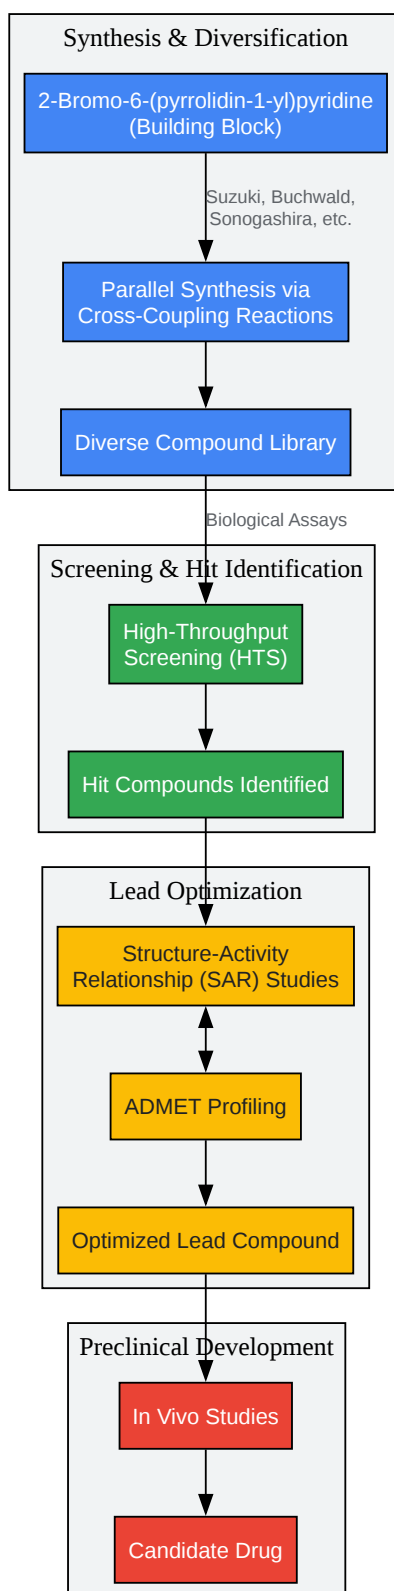 Synthesis & Diversification
2-Bromo-6-(pyrrolidin-1-yl)pyridine
(Building Block)
Suzuki, Buchwald,
Sonogashira, etc.
Parallel Synthesis via
Cross-Coupling Reactions
Diverse Compound Library
Biological Assays
Screening & Hit Identification
High-Throughput
Screening (HTS)
Hit Compounds Identified
Lead Optimization
Structure-Activity
Relationship (SAR) Studies
ADMET Profiling
Optimized Lead Compound
Preclinical Development
In Vivo Studies
Candidate Drug